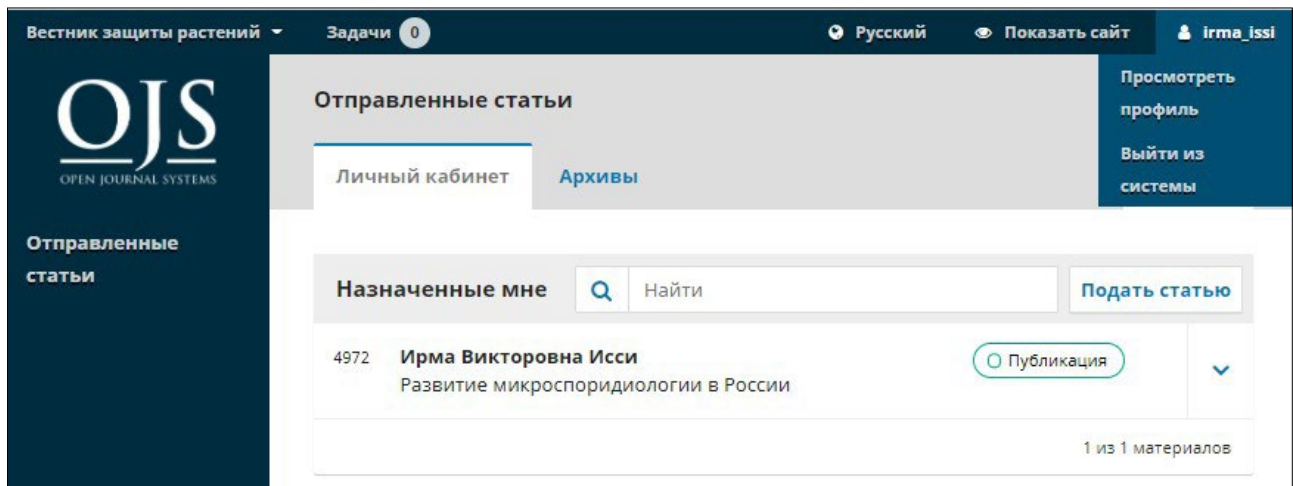 Вестник защиты растений Задачи 0 Русский Показать сайт irma_issi
Просмотреть
профиль
Выйти из
системы
OJS
OPEN JOURNAL SYSTEMS
Отправленные
статьи
Отправленные статьи
Личный кабинет Архивы
Назначенные мне Найти Подать статью
4972 Ирма Викторовна Исси Публикация
Развитие микроспоридиологии в России
1 из 1 материалов